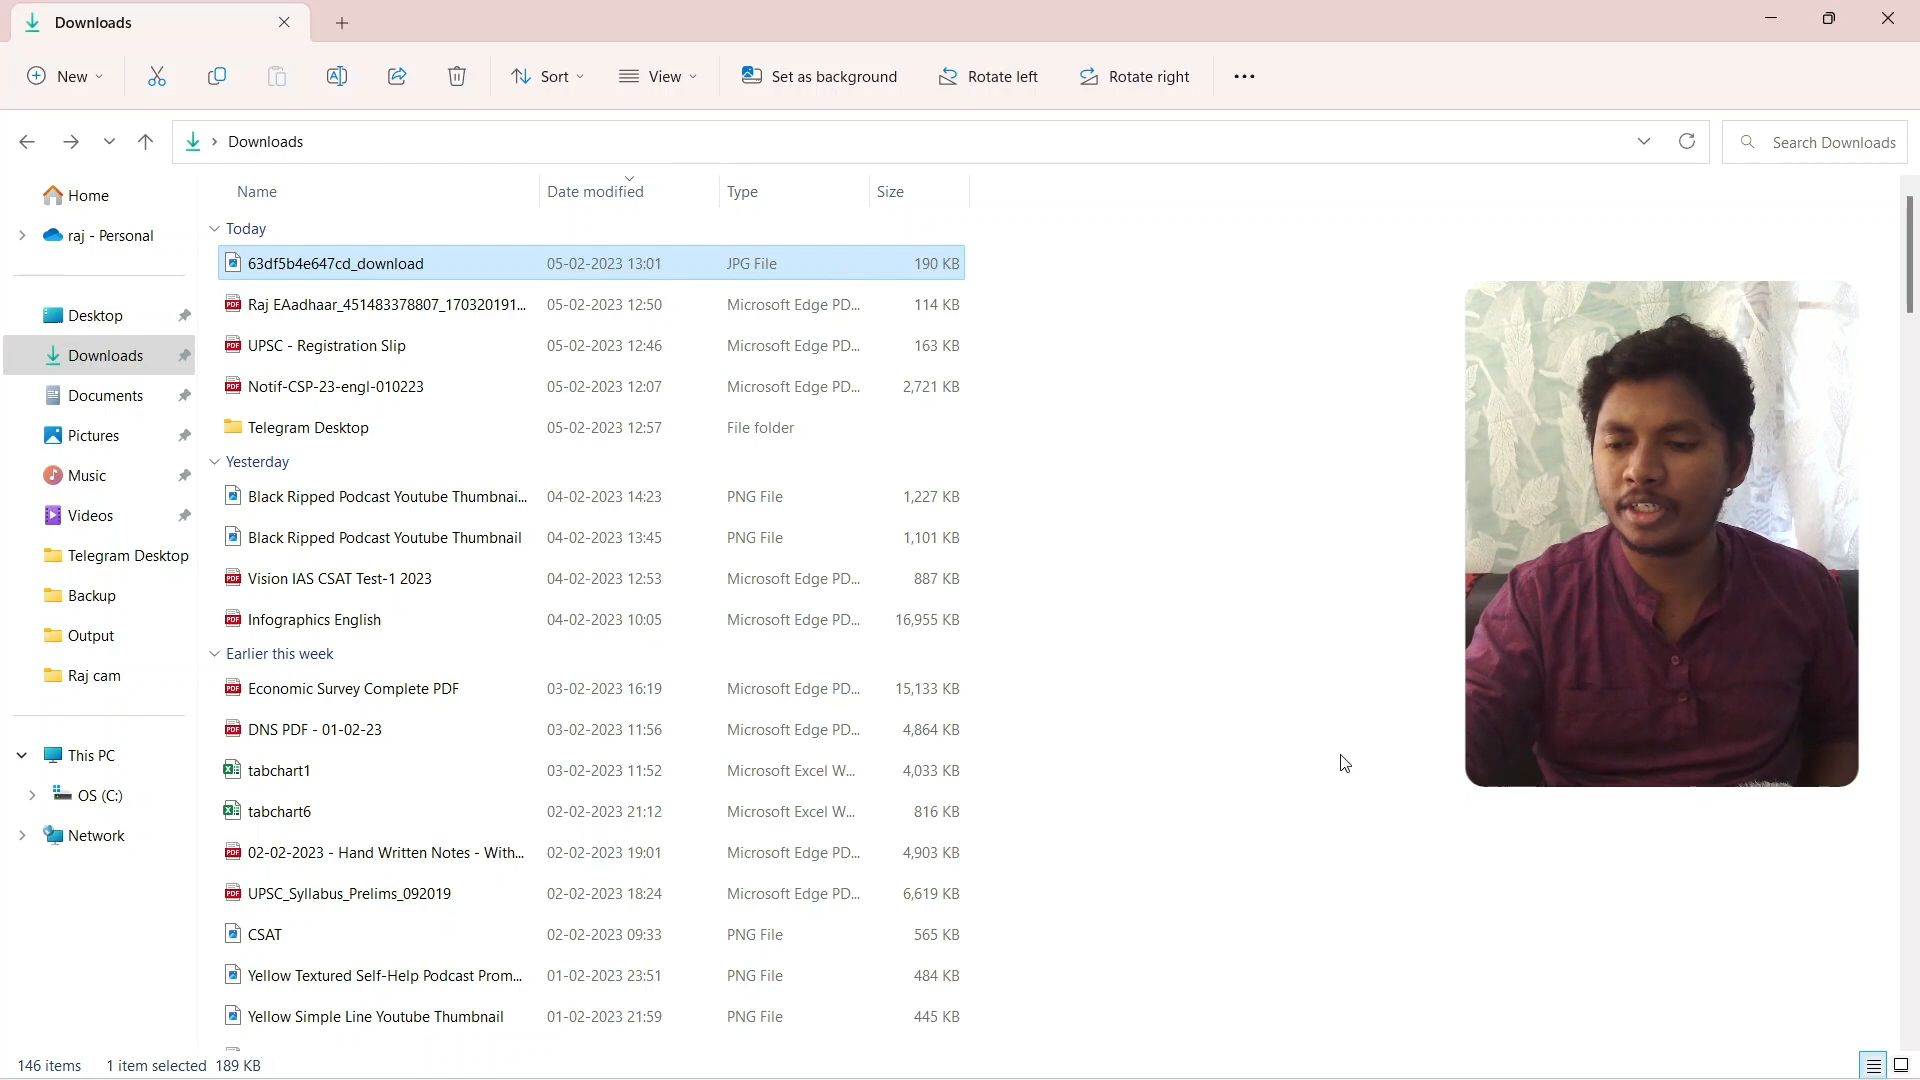 Downloads
New Sort View Set as background Rotate left Rotate right
Downloads Search Downloads
Home
raj - Personal
Desktop
Downloads
Documents
Pictures
Music
Videos
Telegram Desktop
Backup
Output
Raj cam
This PC
OS (C:)
Network
Name Date modified Type Size
Today
63df5b4e647cd_download 05-02-2023 13:01 JPG File 190 KB
Raj EAadhaar_451483378807_170320191... 05-02-2023 12:50 Microsoft Edge PD... 114 KB
UPSC - Registration Slip 05-02-2023 12:46 Microsoft Edge PD... 163 KB
Notif-CSP-23-engl-010223 05-02-2023 12:07 Microsoft Edge PD... 2,721 KB
Telegram Desktop 05-02-2023 12:57 File folder
Yesterday
Black Ripped Podcast Youtube Thumbnai... 04-02-2023 14:23 PNG File 1,227 KB
Black Ripped Podcast Youtube Thumbnail 04-02-2023 13:45 PNG File 1,101 KB
Vision IAS CSAT Test-1 2023 04-02-2023 12:53 Microsoft Edge PD... 887 KB
Infographics English 04-02-2023 10:05 Microsoft Edge PD... 16,955 KB
Earlier this week
Economic Survey Complete PDF 03-02-2023 16:19 Microsoft Edge PD... 15,133 KB
DNS PDF - 01-02-23 03-02-2023 11:56 Microsoft Edge PD... 4,864 KB
tabchart1 03-02-2023 11:52 Microsoft Excel W... 4,033 KB
tabchart6 02-02-2023 21:12 Microsoft Excel W... 816 KB
02-02-2023 - Hand Written Notes - With... 02-02-2023 19:01 Microsoft Edge PD... 4,903 KB
UPSC_Syllabus_Prelims_092019 02-02-2023 18:24 Microsoft Edge PD... 6,619 KB
CSAT 02-02-2023 09:33 PNG File 565 KB
Yellow Textured Self-Help Podcast Prom... 01-02-2023 23:51 PNG File 484 KB
Yellow Simple Line Youtube Thumbnail 01-02-2023 21:59 PNG File 445 KB
146 items 1 item selected 189 KB